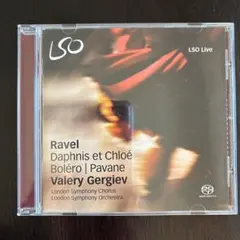 LSO
LSO Live
Ravel
Daphnis et Chloé
Boléro | Pavane
Valery Gergiev
London Symphony Chorus
London Symphony Orchestra